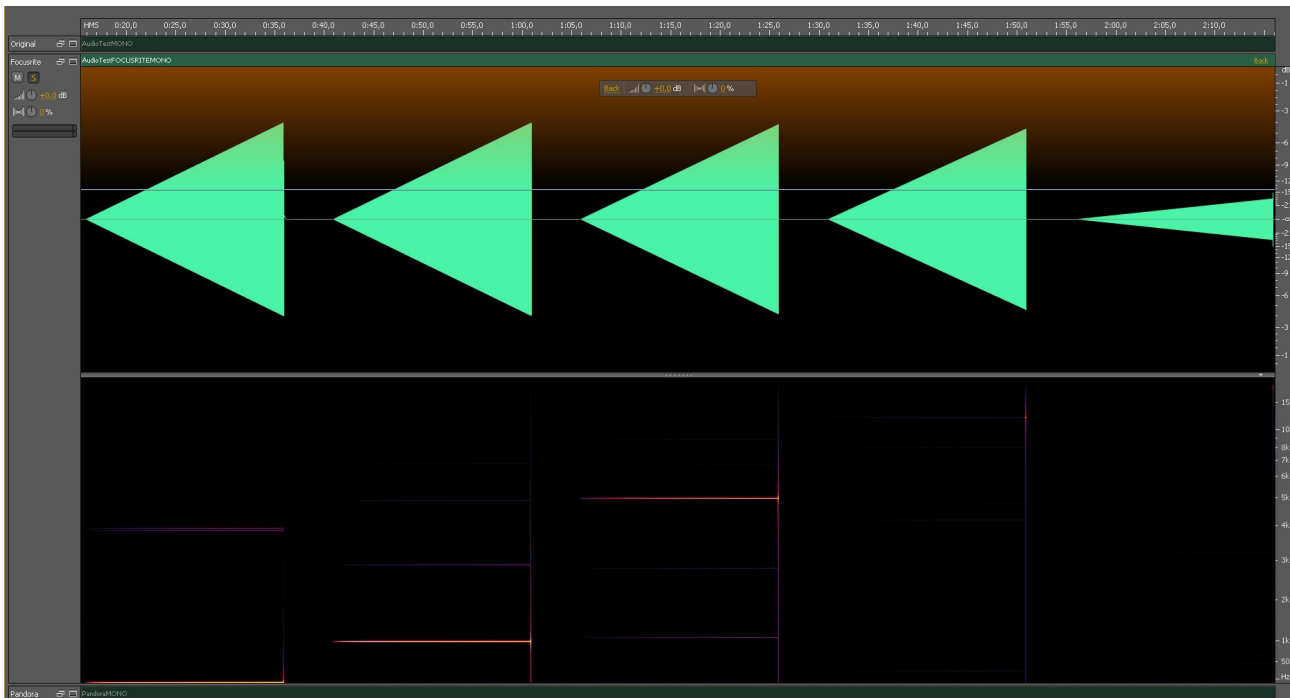 HMS 0:20,0 0:25,0 0:30,0 0:35,0 0:40,0 0:45,0 0:50,0 0:55,0 1:00,0 1:05,0 1:10,0 1:15,0 1:20,0 1:25,0 1:30,0 1:35,0 1:40,0 1:45,0 1:50,0 1:55,0 2:00,0 2:05,0 2:10,0
Original AudioTestMONO
Focusrite AudioTestFOCUSRITEMONO Back
M S
+0,0 dB
0 %
Back +0,0 dB 0 %
dB
-1
-3
-6
-9
-12
-15
-21
-∞
-21
-15
-12
-9
-6
-3
-1
15
10
8k
7k
6k
5k
4k
3k
2k
1k
50
Hz
Pandora PandoraMONO